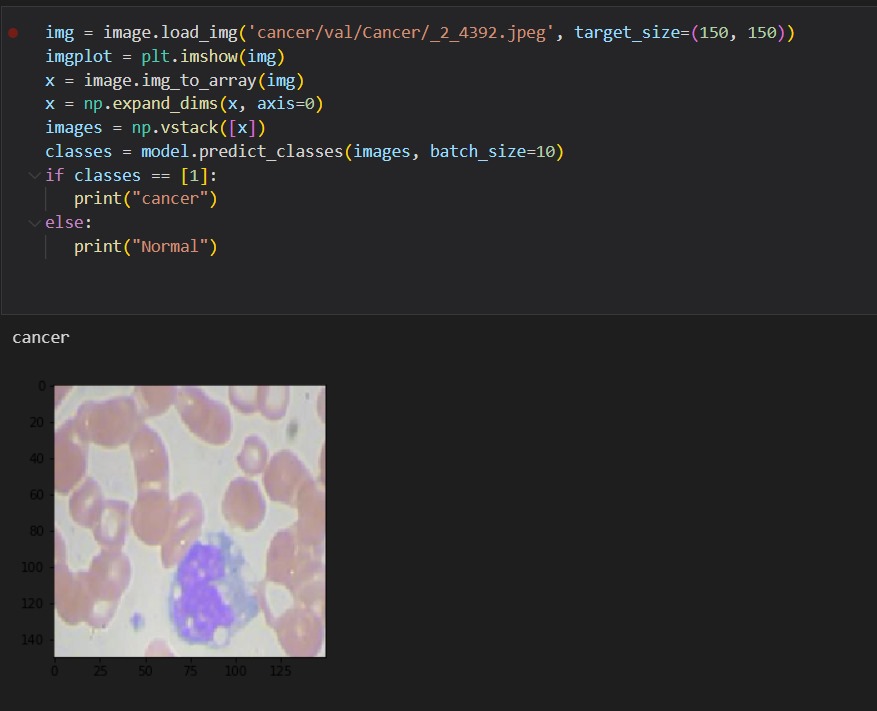 img = image.load_img('cancer/val/Cancer/_2_4392.jpeg', target_size=(150, 150))
imgplot = plt.imshow(img)
x = image.img_to_array(img)
x = np.expand_dims(x, axis=0)
images = np.vstack([x])
classes = model.predict_classes(images, batch_size=10)
if classes == [1]:
print("cancer")
else:
print("Normal")
cancer
0
20
40
60
80
100
120
140
0 25 50 75 100 125